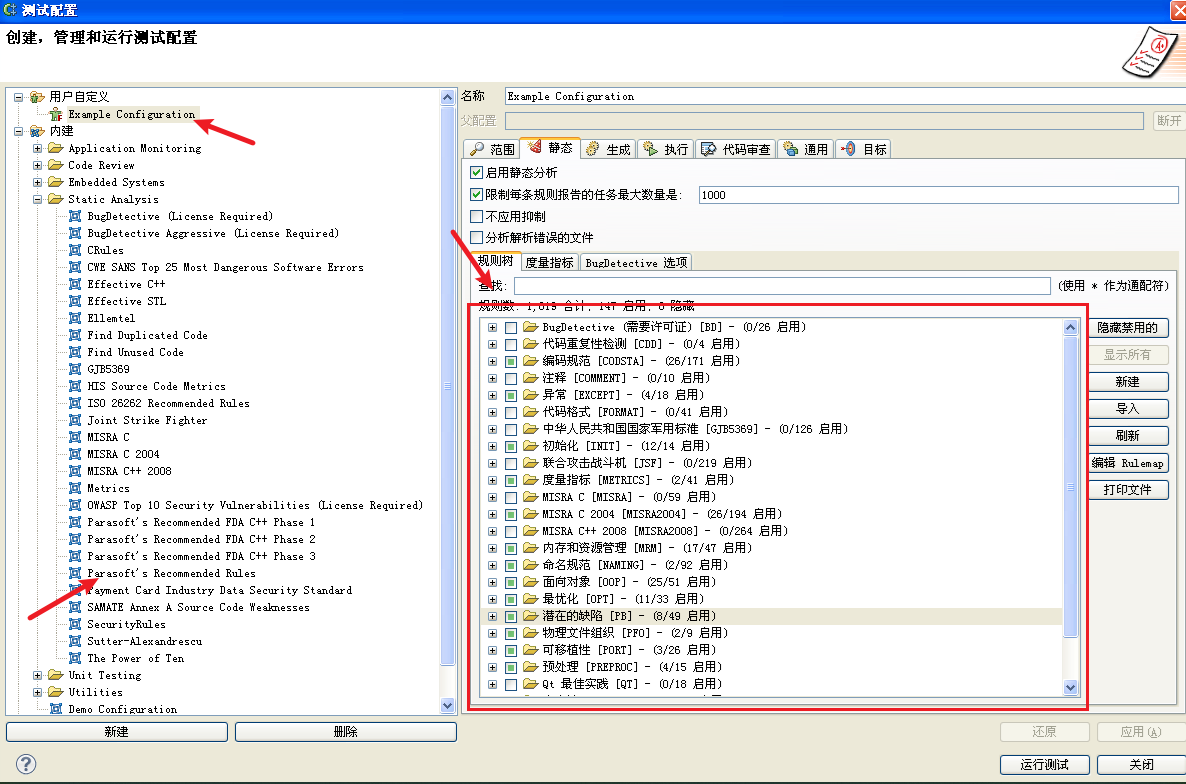 测试配置
创建，管理和运行测试配置
用户自定义
Example Configuration
内建
Application Monitoring
Code Review
Embedded Systems
Static Analysis
BugDetective (License Required)
BugDetective Aggressive (License Required)
CRules
CWE SANS Top 25 Most Dangerous Software Errors
Effective C++
Effective STL
Ellemtel
Find Duplicated Code
Find Unused Code
GJB5369
HIS Source Code Metrics
ISO 26262 Recommended Rules
Joint Strike Fighter
MISRA C
MISRA C 2004
MISRA C++ 2008
Metrics
OWASP Top 10 Security Vulnerabilities (License Required)
Parasoft's Recommended FDA C++ Phase 1
Parasoft's Recommended FDA C++ Phase 2
Parasoft's Recommended FDA C++ Phase 3
Parasoft's Recommended Rules
Payment Card Industry Data Security Standard
SAMATE Annex A Source Code Weaknesses
SecurityRules
Sutter-Alexandrescu
The Power of Ten
Unit Testing
Utilities
Demo Configuration
新建 删除
名称 Example Configuration
父配置 断开
范围 静态 生成 执行 代码审查 通用 目标
启用静态分析
限制每条规则报告的任务最大数量是: 1000
不应用抑制
分析解析错误的文件
规则树 度量指标 BugDetective 选项
查找: (使用 * 作为通配符)
规则数: 1,619 合计, 147 启用, 0 隐藏
BugDetective (需要许可证) [BD] - (0/26 启用)
代码重复性检测 [CDD] - (0/4 启用)
编码规范 [CODSTA] - (26/171 启用)
注释 [COMMENT] - (0/10 启用)
异常 [EXCEPT] - (4/18 启用)
代码格式 [FORMAT] - (0/41 启用)
中华人民共和国国家军用标准 [GJB5369] - (0/126 启用)
初始化 [INIT] - (12/14 启用)
联合攻击战斗机 [JSF] - (0/219 启用)
度量指标 [METRICS] - (2/41 启用)
MISRA C [MISRA] - (0/59 启用)
MISRA C 2004 [MISRA2004] - (26/194 启用)
MISRA C++ 2008 [MISRA2008] - (0/264 启用)
内存和资源管理 [MRM] - (17/47 启用)
命名规范 [NAMING] - (2/92 启用)
面向对象 [OOP] - (25/51 启用)
最优化 [OPT] - (11/33 启用)
潜在的缺陷 [PB] - (8/49 启用)
物理文件组织 [PFO] - (2/9 启用)
可移植性 [PORT] - (3/26 启用)
预处理 [PREPROC] - (4/15 启用)
Qt 最佳实践 [QT] - (0/18 启用)
隐藏禁用的
显示所有
新建
导入
刷新
编辑 Rulemap
打印文件
还原 应用(A)
运行测试 关闭